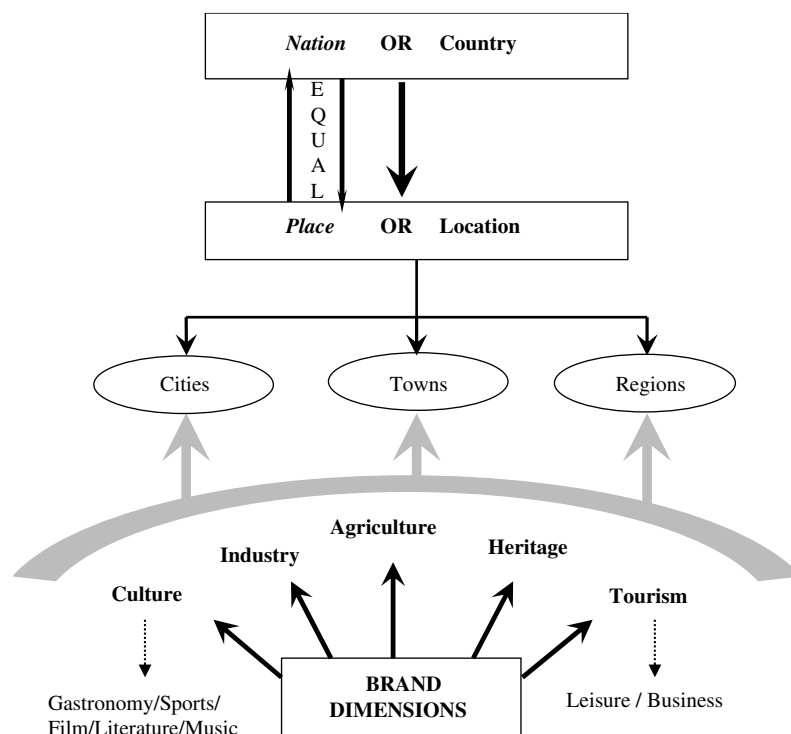 Nation OR Country
E
Q
U
A
L
Place OR Location
Cities Towns Regions
Agriculture
Industry Heritage
Culture Tourism
BRAND
DIMENSIONS
Gastronomy/Sports/
Film/Literature/Music
Leisure / Business